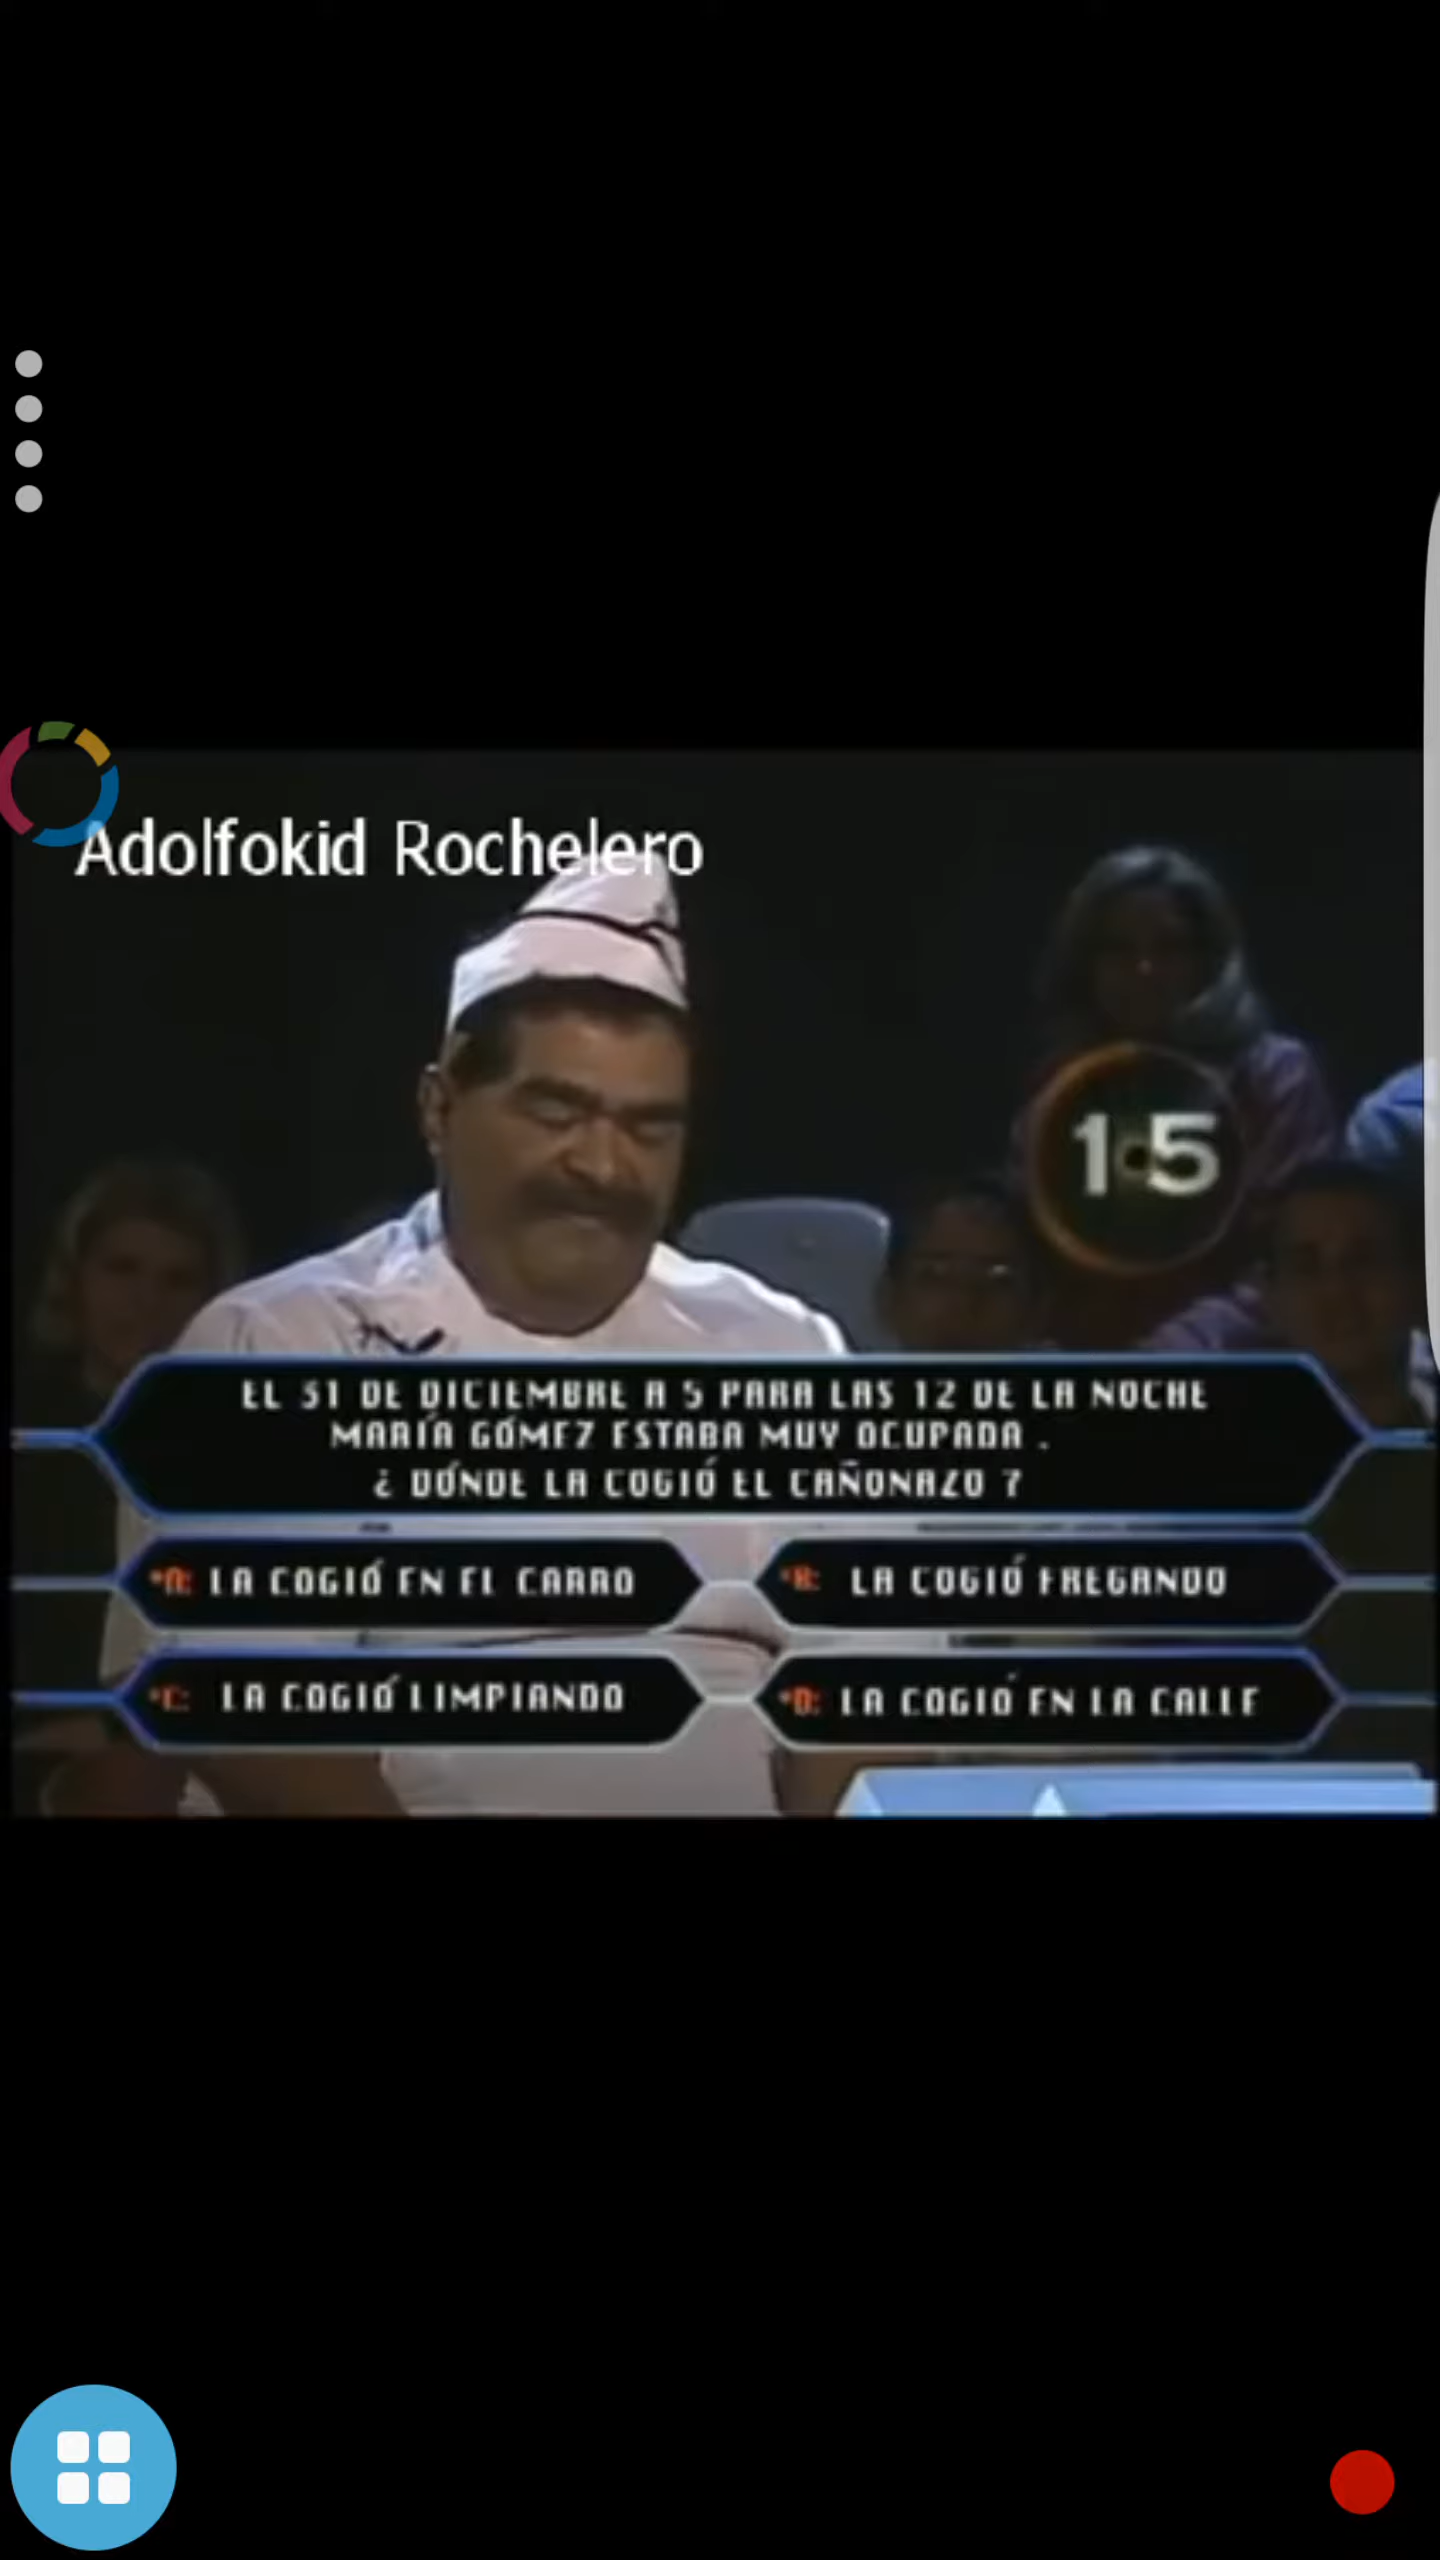 Adolfokid Rochelero
15
EL 31 DE DICIEMBRE A 5 PARA LAS 12 DE LA NOCHE
MARÍA GÓMEZ ESTABA MUY OCUPADA .
¿ DÓNDE LA COGIÓ EL CAÑONAZO ?
•A: LA COGIÓ EN EL CARRO
•B: LA COGIÓ FREGANDO
•C: LA COGIÓ LIMPIANDO
•D: LA COGIÓ EN LA CALLE